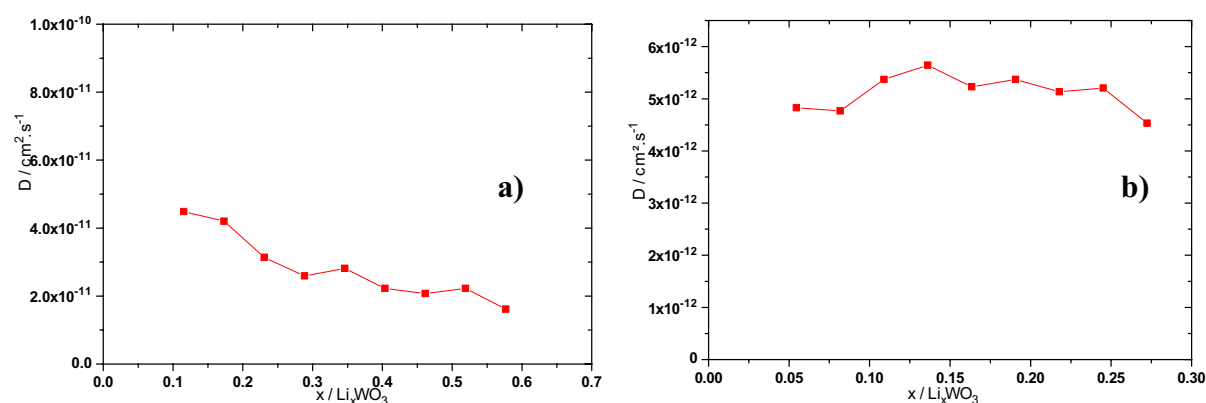 1.0x10⁻¹⁰
8.0x10⁻¹¹
6.0x10⁻¹¹
4.0x10⁻¹¹
2.0x10⁻¹¹
0.0
D / cm².s⁻¹
a)
0.0 0.1 0.2 0.3 0.4 0.5 0.6 0.7
x / LiₓWO₃
6x10⁻¹²
5x10⁻¹²
4x10⁻¹²
3x10⁻¹²
2x10⁻¹²
1x10⁻¹²
0
D / cm².s⁻¹
b)
0.00 0.05 0.10 0.15 0.20 0.25 0.30
x / LiₓWO₃